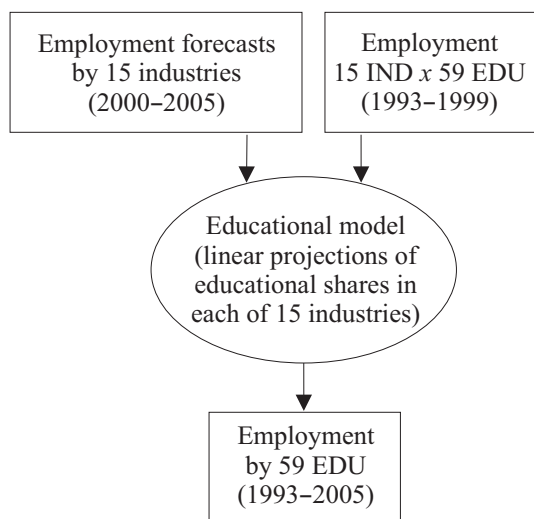 Employment forecasts
by 15 industries
(2000–2005)
Employment
15 IND x 59 EDU
(1993–1999)
Educational model
(linear projections of
educational shares in
each of 15 industries)
Employment
by 59 EDU
(1993–2005)